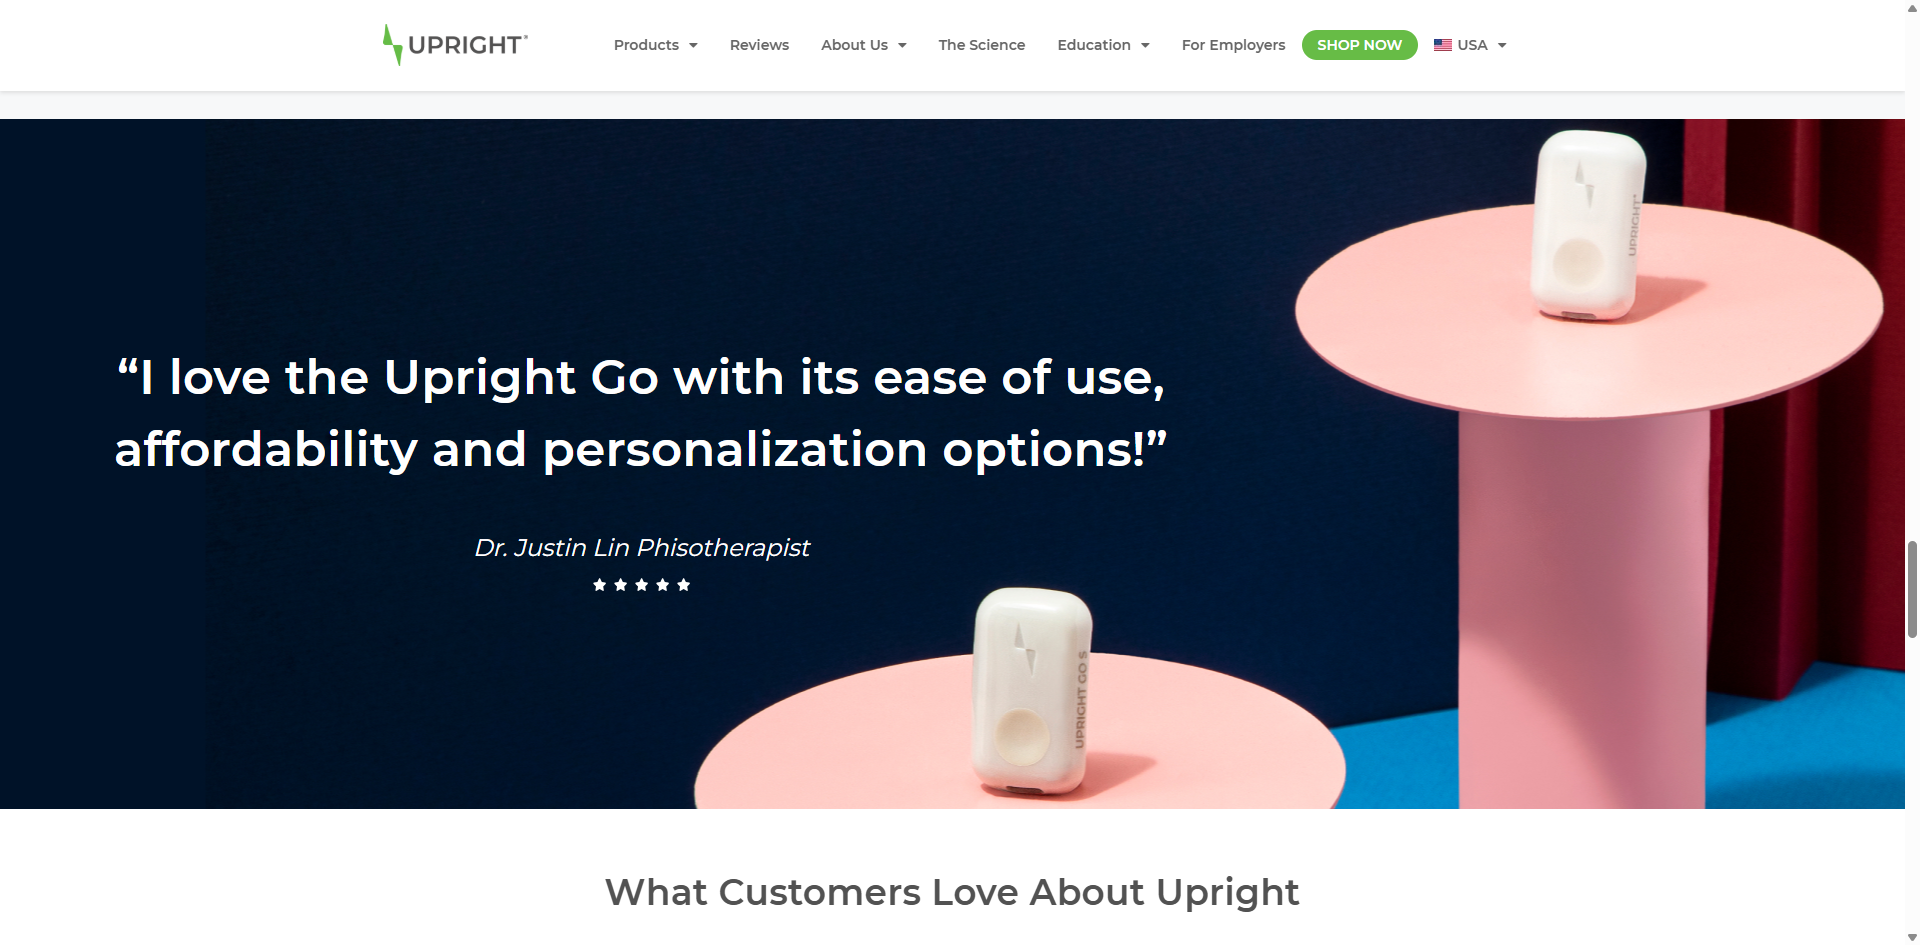 UPRIGHT
Products
Reviews
About Us
The Science
Education
For Employers
SHOP NOW
USA
UPRIGHT
“I love the Upright Go with its ease of use,
affordability and personalization options!”
Dr. Justin Lin Phisotherapist
UPRIGHT GO S
What Customers Love About Upright